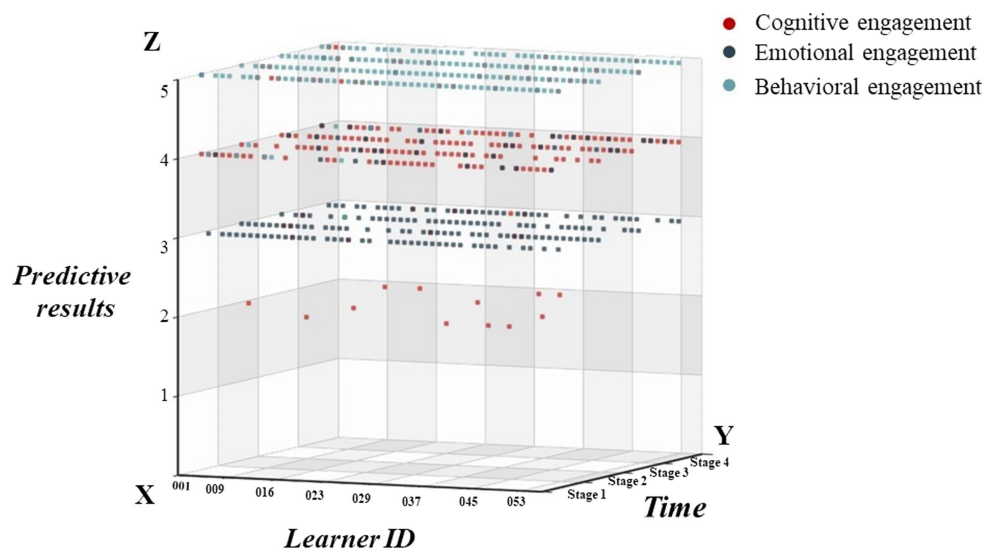 Cognitive engagement
Emotional engagement
Behavioral engagement
Z
5
4
3
2
1
Predictive
results
X
001 009 016 023 029 037 045 053
Learner ID
Stage 1
Stage 2
Stage 3
Stage 4
Y
Time